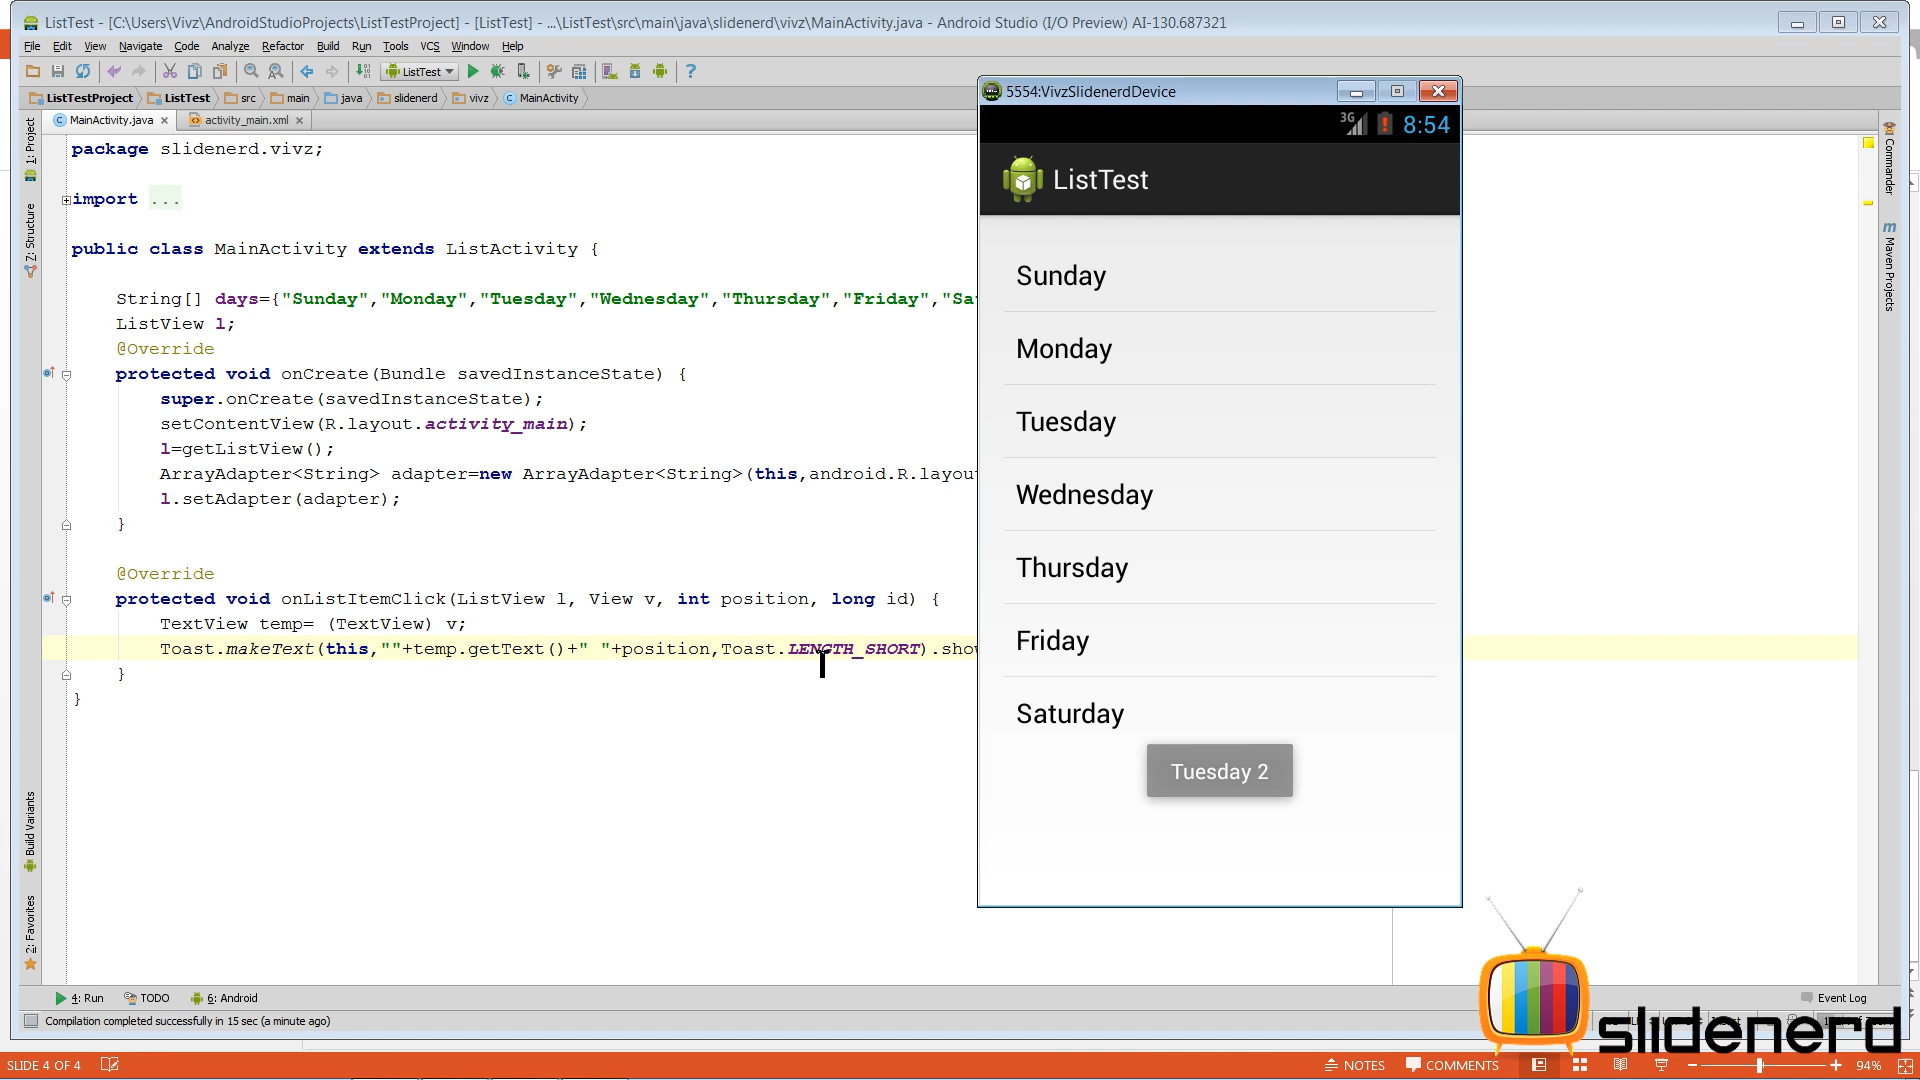 ListTest - [C:\Users\Vivz\AndroidStudioProjects\ListTestProject] - [ListTest] - ...\ListTest\src\main\java\slidenerd\vivz\MainActivity.java - Android Studio (I/O Preview) AI-130.687321
File Edit View Navigate Code Analyze Refactor Build Run Tools VCS Window Help
ListTest
ListTestProject ListTest src main java slidenerd vivz MainActivity
MainActivity.java activity_main.xml
1: Project
7: Structure
Build Variants
2: Favorites
Commander
Maven Projects
package slidenerd.vivz;
import ...
public class MainActivity extends ListActivity {
String[] days={"Sunday","Monday","Tuesday","Wednesday","Thursday","Friday","Sa
ListView l;
@Override
protected void onCreate(Bundle savedInstanceState) {
super.onCreate(savedInstanceState);
setContentView(R.layout.activity_main);
l=getListView();
ArrayAdapter<String> adapter=new ArrayAdapter<String>(this,android.R.layou
l.setAdapter(adapter);
}
@Override
protected void onListItemClick(ListView l, View v, int position, long id) {
TextView temp= (TextView) v;
Toast.makeText(this,""+temp.getText()+" "+position,Toast.LENGTH_SHORT).show
}
}
5554:VivzSlidenerdDevice
3G 8:54
ListTest
Sunday
Monday
Tuesday
Wednesday
Thursday
Friday
Saturday
Tuesday 2
4: Run TODO 6: Android Event Log
Compilation completed successfully in 15 sec (a minute ago)
slidenerd
SLIDE 4 OF 4 NOTES COMMENTS 94%